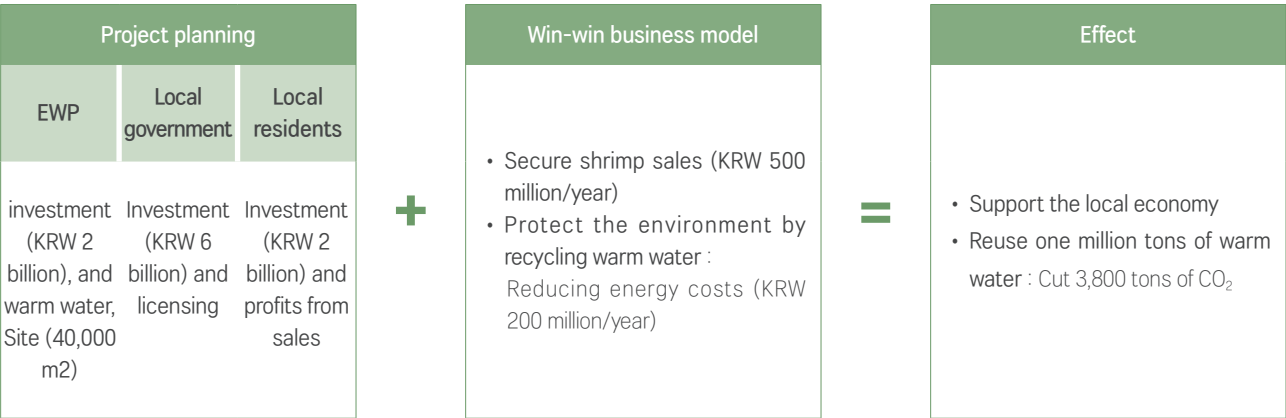 Project planning
EWP
Local
government
Local
residents
investment
(KRW 2
billion), and
warm water,
Site (40,000
m2)
Investment
(KRW 6
billion) and
licensing
Investment
(KRW 2
billion) and
profits from
sales
+
Win-win business model
• Secure shrimp sales (KRW 500
million/year)
• Protect the environment by
recycling warm water :
Reducing energy costs (KRW
200 million/year)
=
Effect
• Support the local economy
• Reuse one million tons of warm
water : Cut 3,800 tons of CO₂